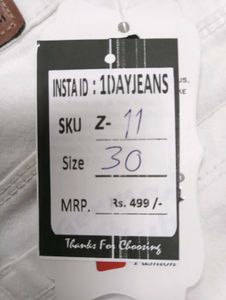 INSTA ID : 1DAYJEANS
SKU Z- 11
Size 30
MRP. Rs. 499 /-
Thanks For Choosing